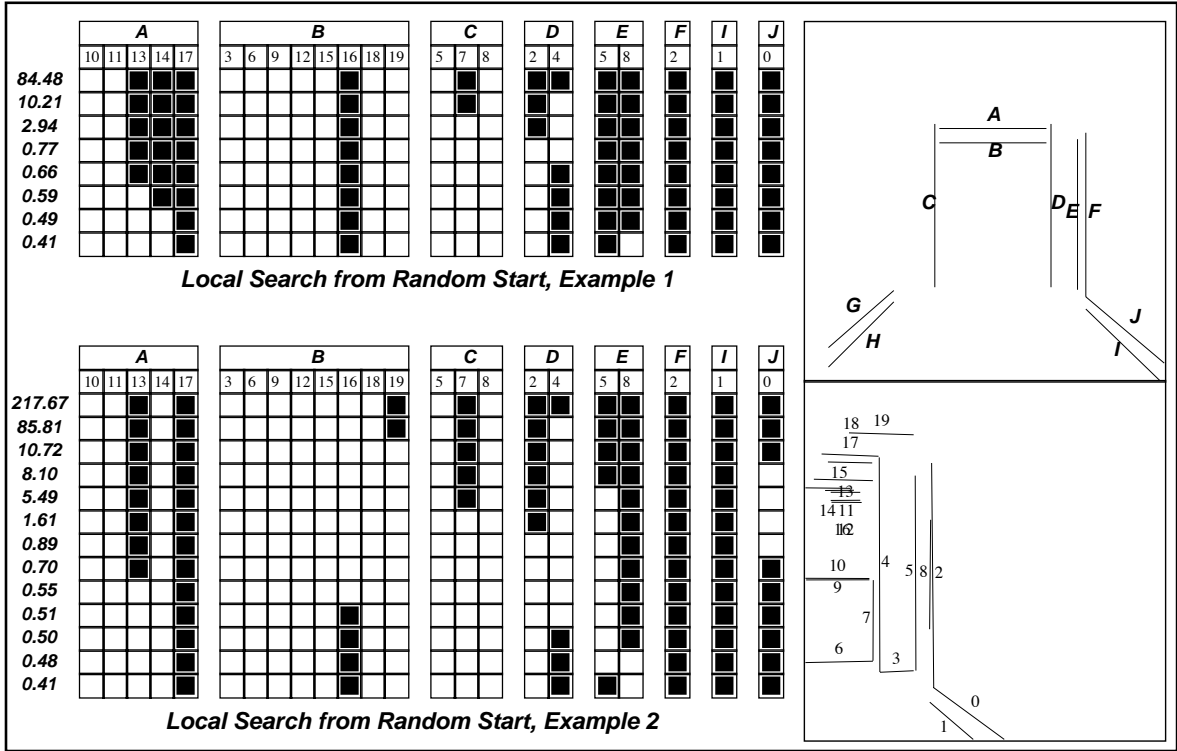 A B C D E F I J
10 11 13 14 17 3 6 9 12 15 16 18 19 5 7 8 2 4 5 8 2 1 0
84.48
10.21
2.94
0.77
0.66
0.59
0.49
0.41
Local Search from Random Start, Example 1
A B C D E F I J
10 11 13 14 17 3 6 9 12 15 16 18 19 5 7 8 2 4 5 8 2 1 0
217.67
85.81
10.72
8.10
5.49
1.61
0.89
0.70
0.55
0.51
0.50
0.48
0.41
Local Search from Random Start, Example 2
A
B
C D E F
G J
H I
18 19
17
15
13
14 11
16 12
10 4 5 8 2
9
7
6 3
0
1